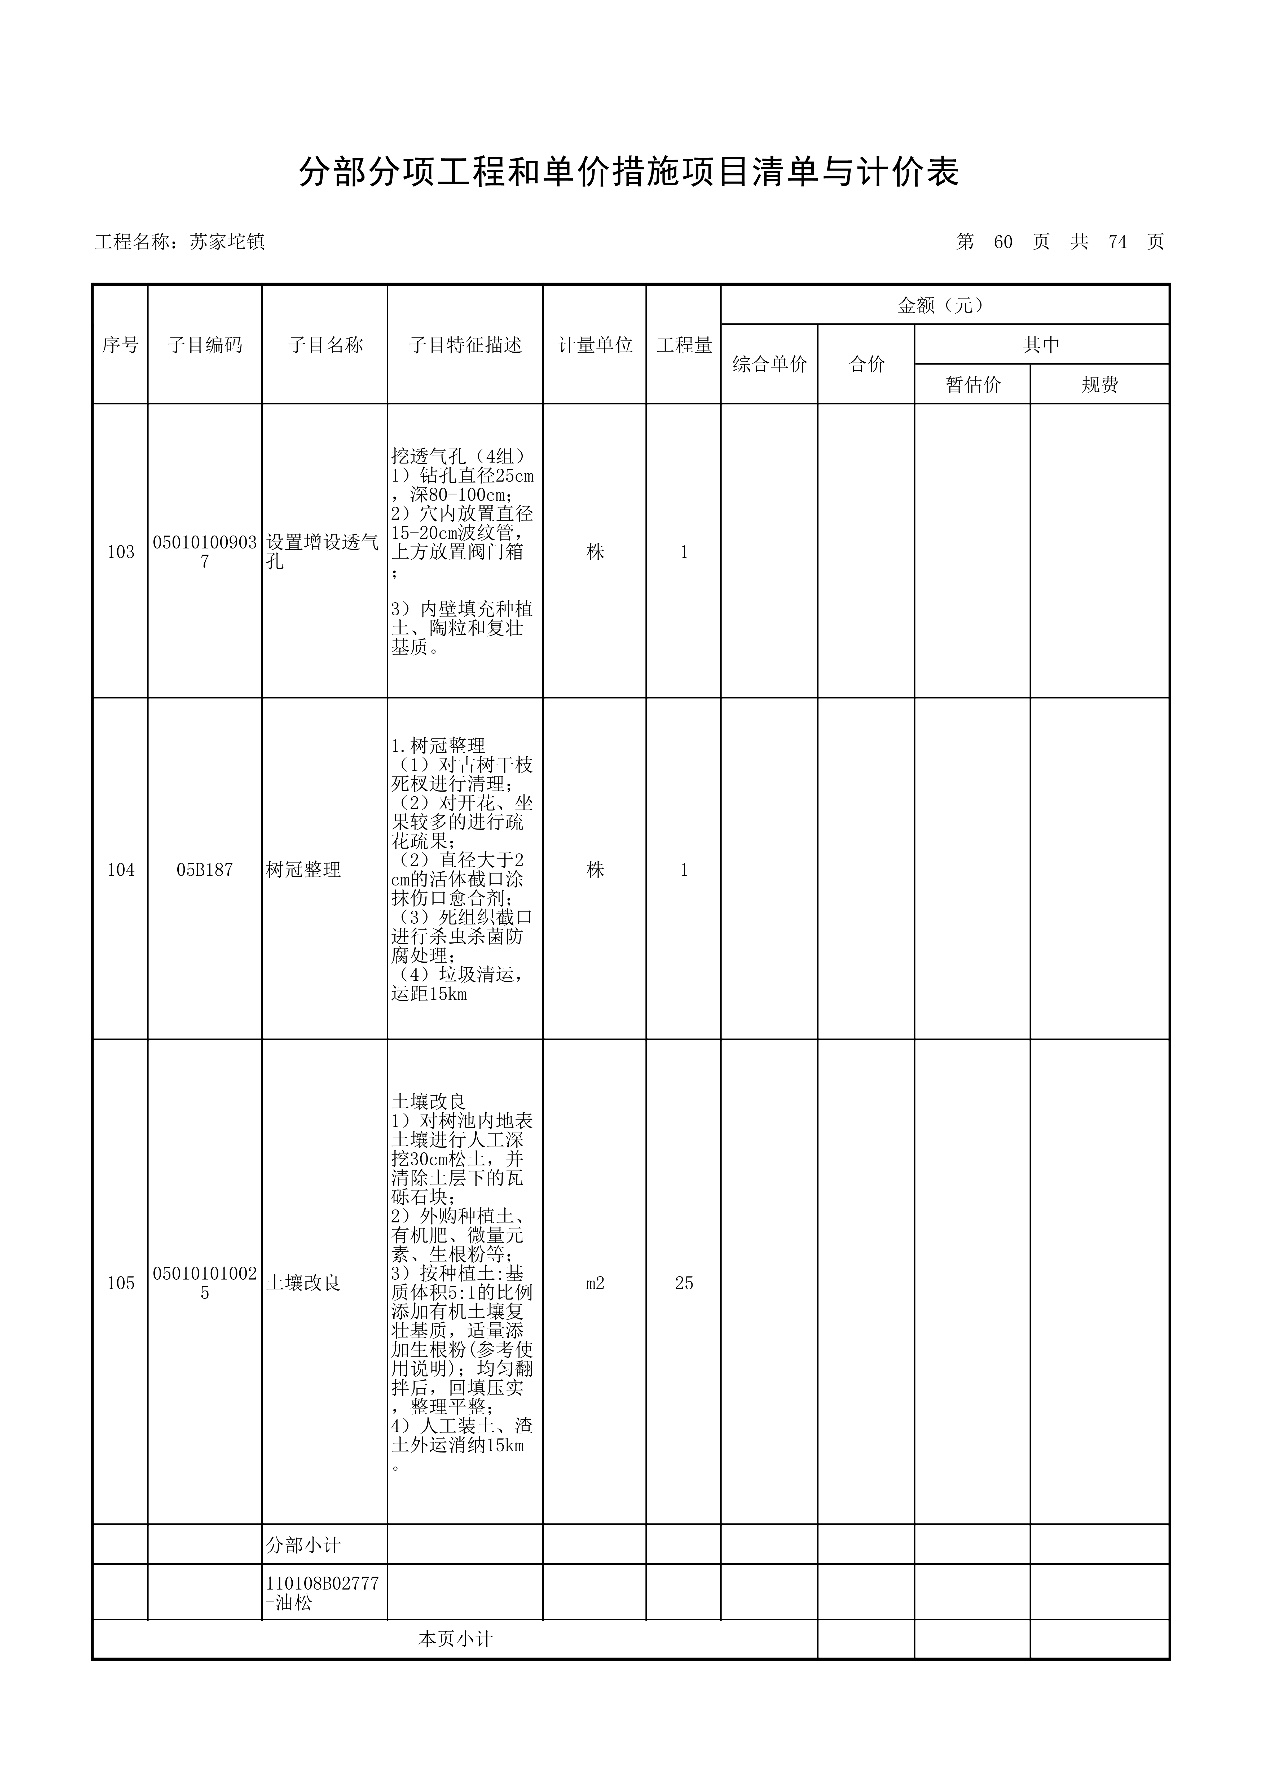 分部分项工程和单价措施项目清单与计价表
工程名称：苏家坨镇
第 60 页 共 74 页
序号 子目编码 子目名称 子目特征描述 计量单位 工程量 金额（元）
综合单价 合价 其中
暂估价 规费
103
05010100903
7
设置增设透气
孔
挖透气孔（4组）
1）钻孔直径25cm
，深80-100cm；
2）穴内放置直径
15-20cm波纹管，
上方放置阀门箱
；
3）内壁填充种植
土、陶粒和复壮
基质。
株
1
104
05B187
树冠整理
1.树冠整理
（1）对古树干枝
死杈进行清理；
（2）对开花、坐
果较多的进行疏
花疏果；
（2）直径大于2
cm的活体截口涂
抹伤口愈合剂；
（3）死组织截口
进行杀虫杀菌防
腐处理；
（4）垃圾清运，
运距15km
株
1
105
05010101002
5
土壤改良
土壤改良
1）对树池内地表
土壤进行人工深
挖30cm松土，并
清除土层下的瓦
砾石块；
2）外购种植土、
有机肥、微量元
素、生根粉等；
3）按种植土:基
质体积5:1的比例
添加有机土壤复
壮基质，适量添
加生根粉(参考使
用说明)；均匀翻
拌后，回填压实
，整理平整；
4）人工装土、渣
土外运消纳15km
。
m2
25
分部小计
110108B02777
-油松
本页小计